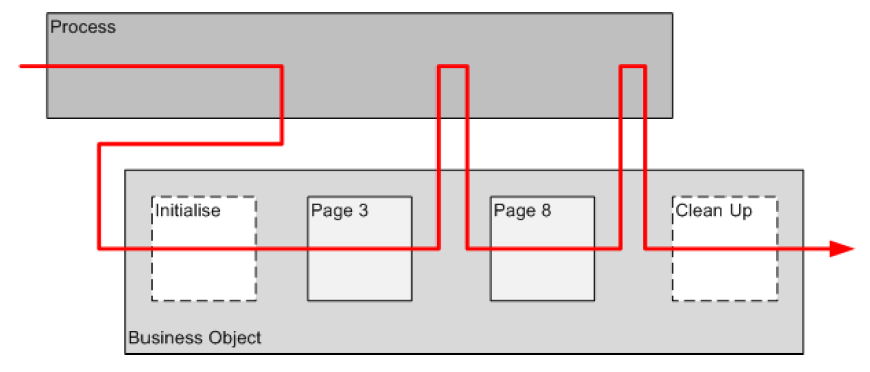 Process
Initialise
Page 3
Page 8
Clean Up
Business Object